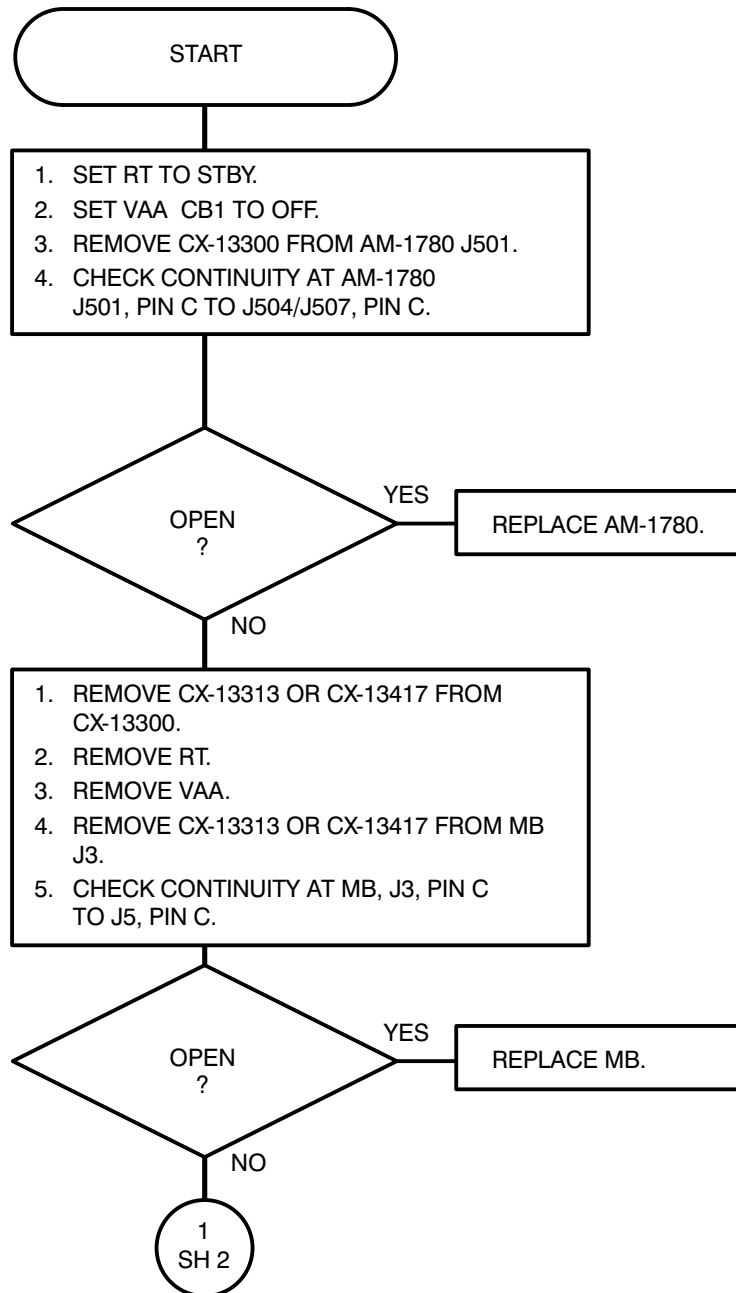 START
1. SET RT TO STBY.
2. SET VAA CB1 TO OFF.
3. REMOVE CX-13300 FROM AM-1780 J501.
4. CHECK CONTINUITY AT AM-1780
J501, PIN C TO J504/J507, PIN C.
OPEN
?
YES
REPLACE AM-1780.
NO
1. REMOVE CX-13313 OR CX-13417 FROM
CX-13300.
2. REMOVE RT.
3. REMOVE VAA.
4. REMOVE CX-13313 OR CX-13417 FROM MB
J3.
5. CHECK CONTINUITY AT MB, J3, PIN C
TO J5, PIN C.
OPEN
?
YES
REPLACE MB.
NO
1
SH 2